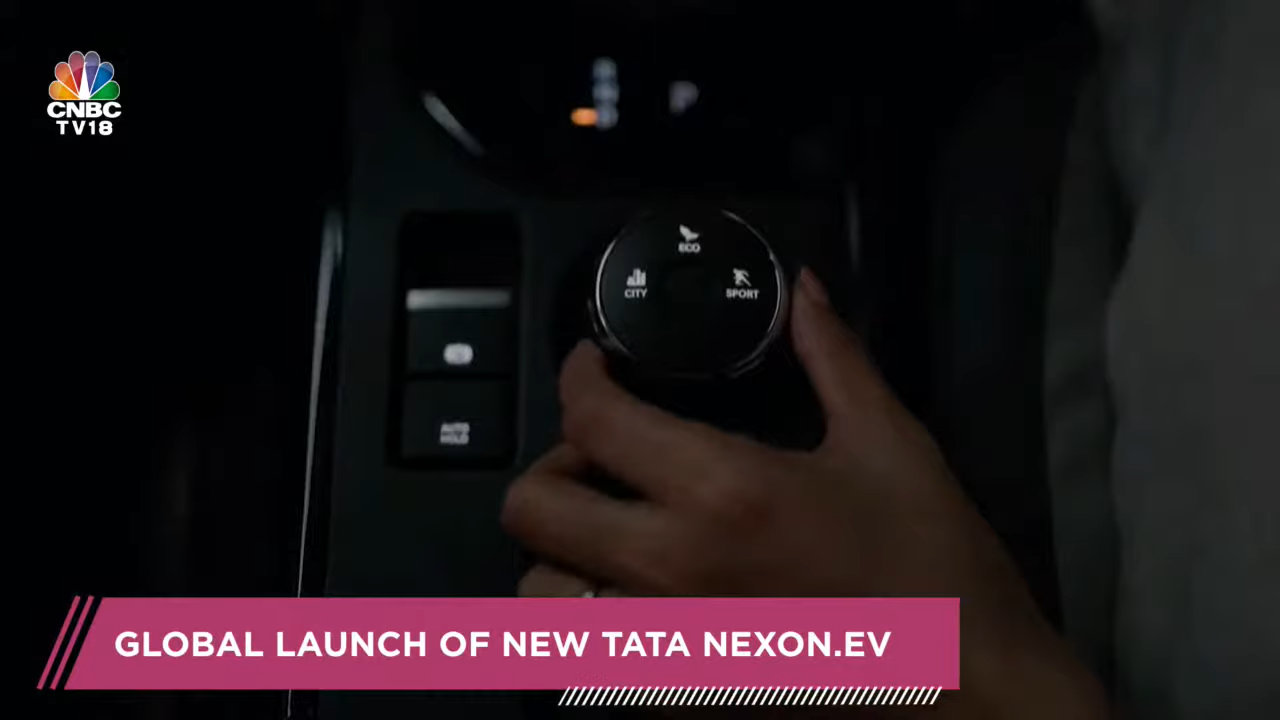 CNBC
TV18
P
ECO
CITY
SPORT
AUTO
HOLD
GLOBAL LAUNCH OF NEW TATA NEXON.EV